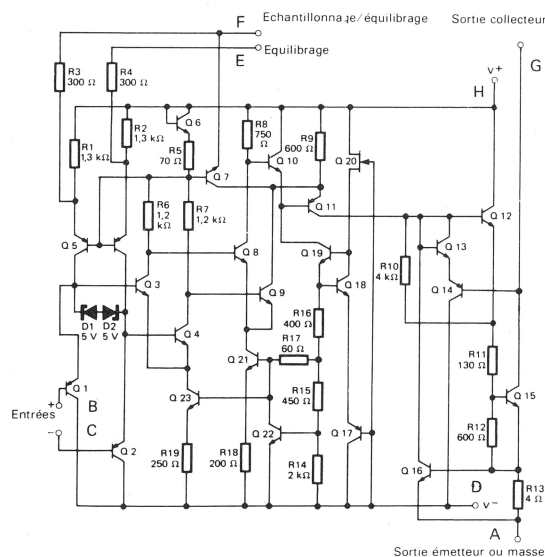 F Echantillonnage/équilibrage Sortie collecteur
E Equilibrage
G
R3
300 Ω
R4
300 Ω
V+
H
R1
1,3 kΩ
R2
1,3 kΩ
Q 6
R5
70 Ω
R8
750
Ω
R9
600 Ω
Q 10
Q 20
Q 7
Q 11
Q 12
R6
1,2
kΩ
R7
1,2 kΩ
Q 5
Q 8
Q 19
Q 13
R10
4 kΩ
Q 14
Q 3
Q 9
Q 18
D1
5 V
D2
5 V
Q 4
R16
400 Ω
R17
60 Ω
R11
130 Ω
Q 21
Q 15
Q 1
+
Entrées
B
-
C
Q 23
R15
450 Ω
R12
600 Ω
Q 22
Q 17
Q 2
R19
250 Ω
R18
200 Ω
R14
2 kΩ
Q 16
D
V-
R13
4 Ω
A
Sortie émetteur ou masse